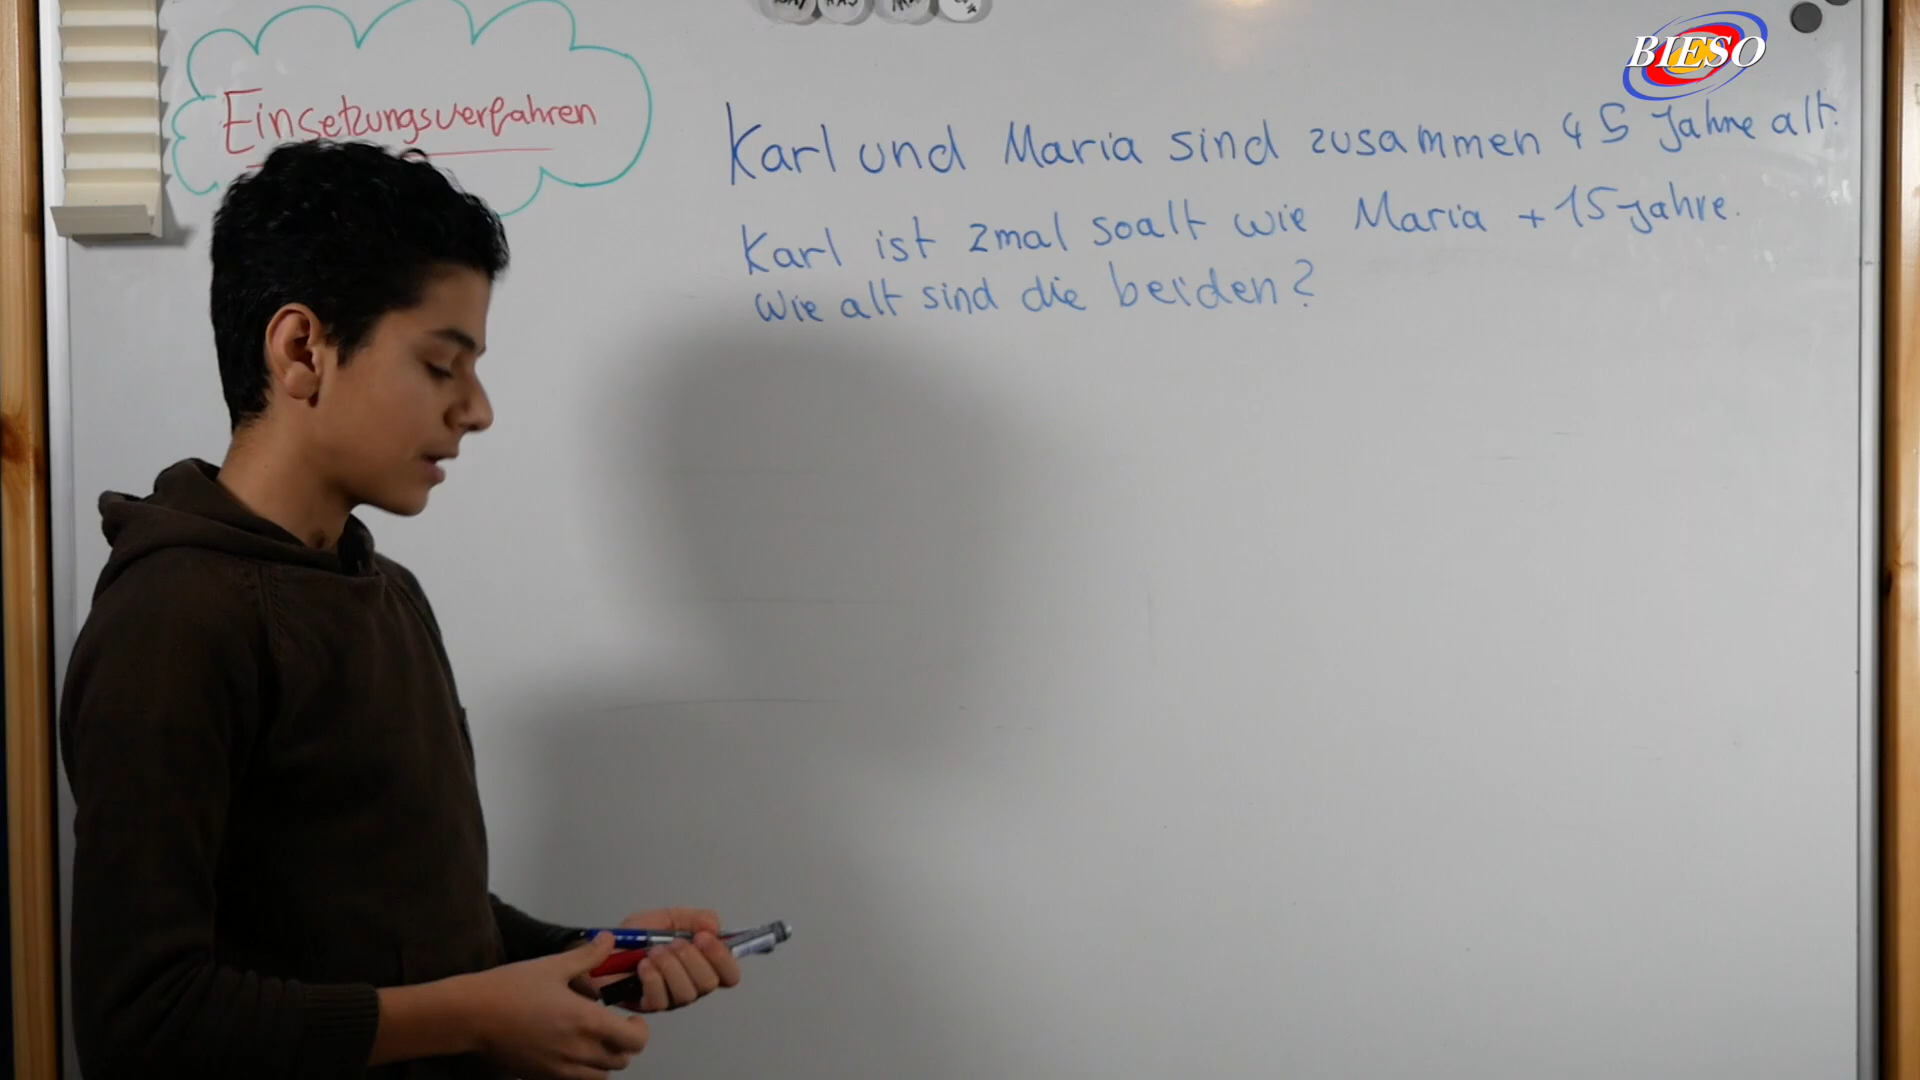 BIESO
Einsetzungsverfahren
Karl und Maria sind zusammen 45 Jahre alt.
Karl ist 2mal soalt wie Maria + 15 Jahre.
Wie alt sind die beiden?